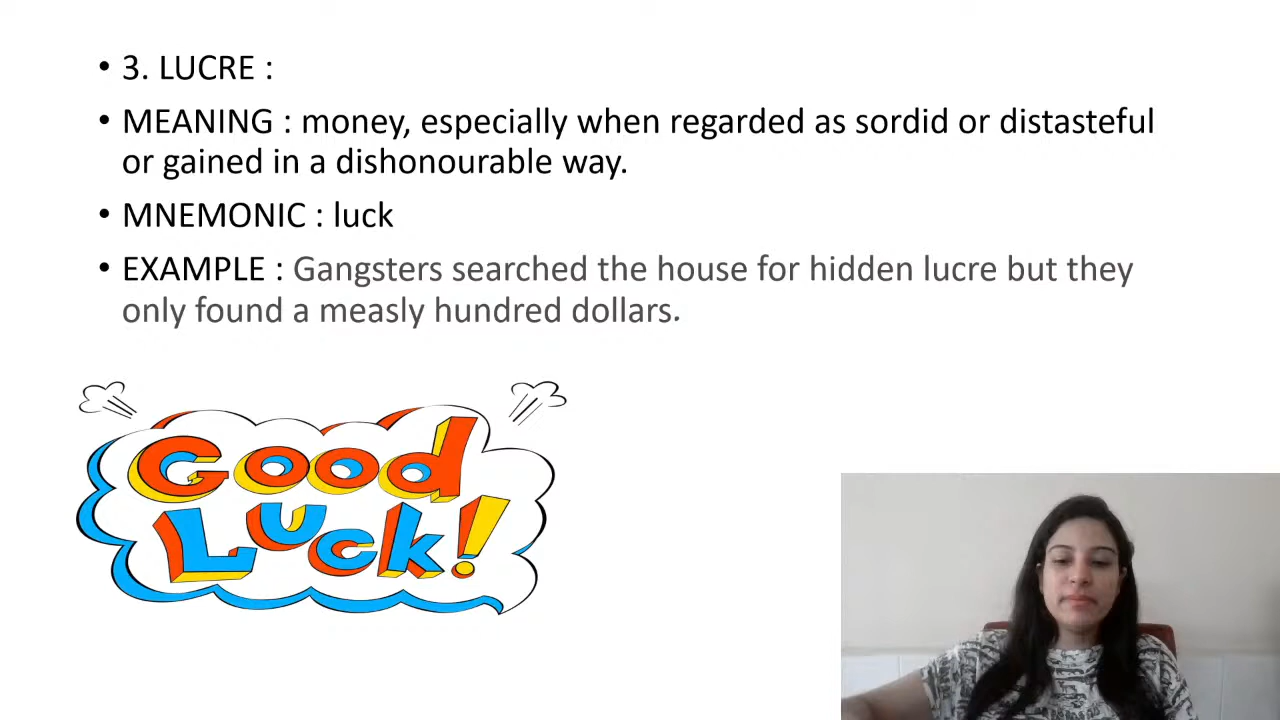 • 3. LUCRE :
• MEANING : money, especially when regarded as sordid or distasteful
or gained in a dishonourable way.
• MNEMONIC : luck
• EXAMPLE : Gangsters searched the house for hidden lucre but they
only found a measly hundred dollars.
Good
Luck!